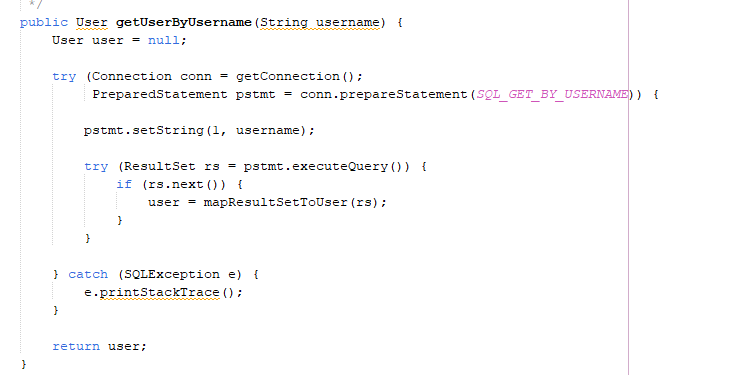 */
public User getUserByUsername(String username) {
    User user = null;

    try (Connection conn = getConnection();
         PreparedStatement pstmt = conn.prepareStatement(SQL_GET_BY_USERNAME)) {

        pstmt.setString(1, username);

        try (ResultSet rs = pstmt.executeQuery()) {
            if (rs.next()) {
                user = mapResultSetToUser(rs);
            }
        }

    } catch (SQLException e) {
        e.printStackTrace();
    }

    return user;
}